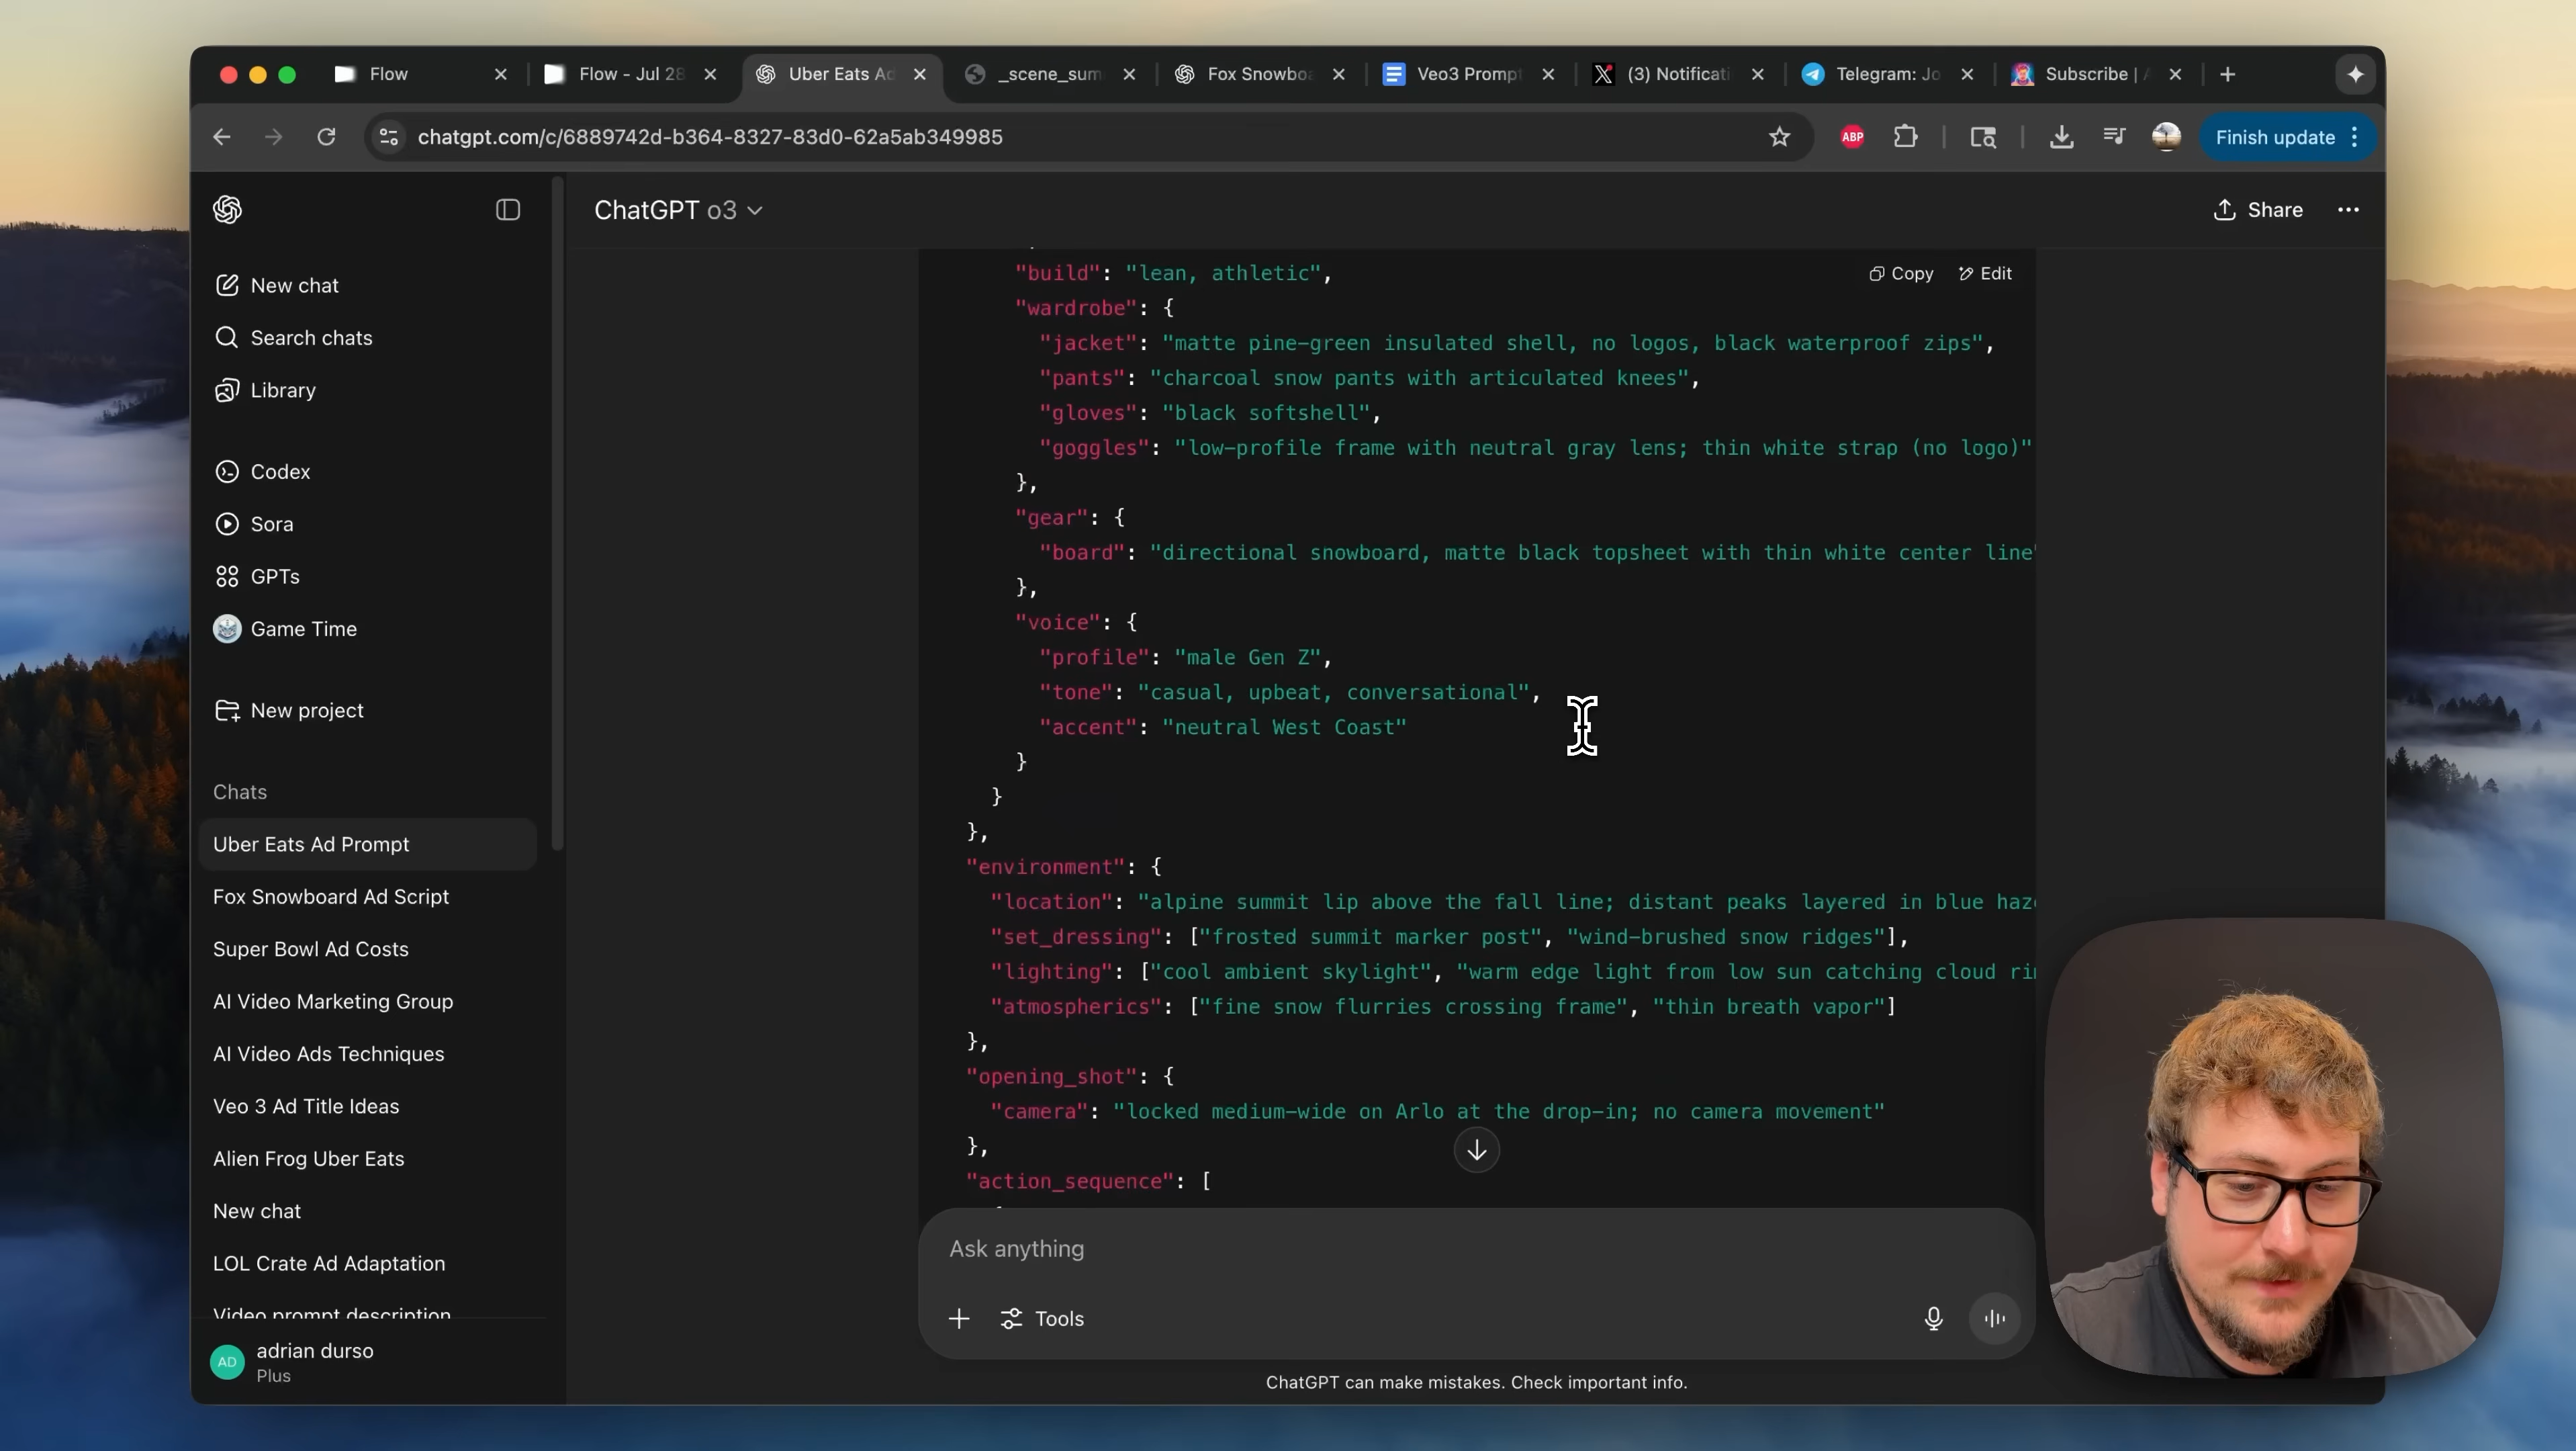 Flow
Flow - Jul 28
Uber Eats Ad
_scene_sum
Fox Snowboa
Veo3 Prompt
(3) Notificati
Telegram: Jo
Subscribe |
chatgpt.com/c/6889742d-b364-8327-83d0-62a5ab349985
ABP
Finish update
ChatGPT o3
Share
New chat
Search chats
Library
Codex
Sora
GPTs
Game Time
New project
Chats
Uber Eats Ad Prompt
Fox Snowboard Ad Script
Super Bowl Ad Costs
AI Video Marketing Group
AI Video Ads Techniques
Veo 3 Ad Title Ideas
Alien Frog Uber Eats
New chat
LOL Crate Ad Adaptation
Video prompt description
AD
adrian durso
Plus
Copy
Edit
"build": "lean, athletic",
"wardrobe": {
"jacket": "matte pine-green insulated shell, no logos, black waterproof zips",
"pants": "charcoal snow pants with articulated knees",
"gloves": "black softshell",
"goggles": "low-profile frame with neutral gray lens; thin white strap (no logo)"
},
"gear": {
"board": "directional snowboard, matte black topsheet with thin white center line"
},
"voice": {
"profile": "male Gen Z",
"tone": "casual, upbeat, conversational",
"accent": "neutral West Coast"
}
}
},
"environment": {
"location": "alpine summit lip above the fall line; distant peaks layered in blue haz
"set_dressing": ["frosted summit marker post", "wind-brushed snow ridges"],
"lighting": ["cool ambient skylight", "warm edge light from low sun catching cloud ri
"atmospherics": ["fine snow flurries crossing frame", "thin breath vapor"]
},
"opening_shot": {
"camera": "locked medium-wide on Arlo at the drop-in; no camera movement"
},
"action_sequence": [
Ask anything
Tools
ChatGPT can make mistakes. Check important info.